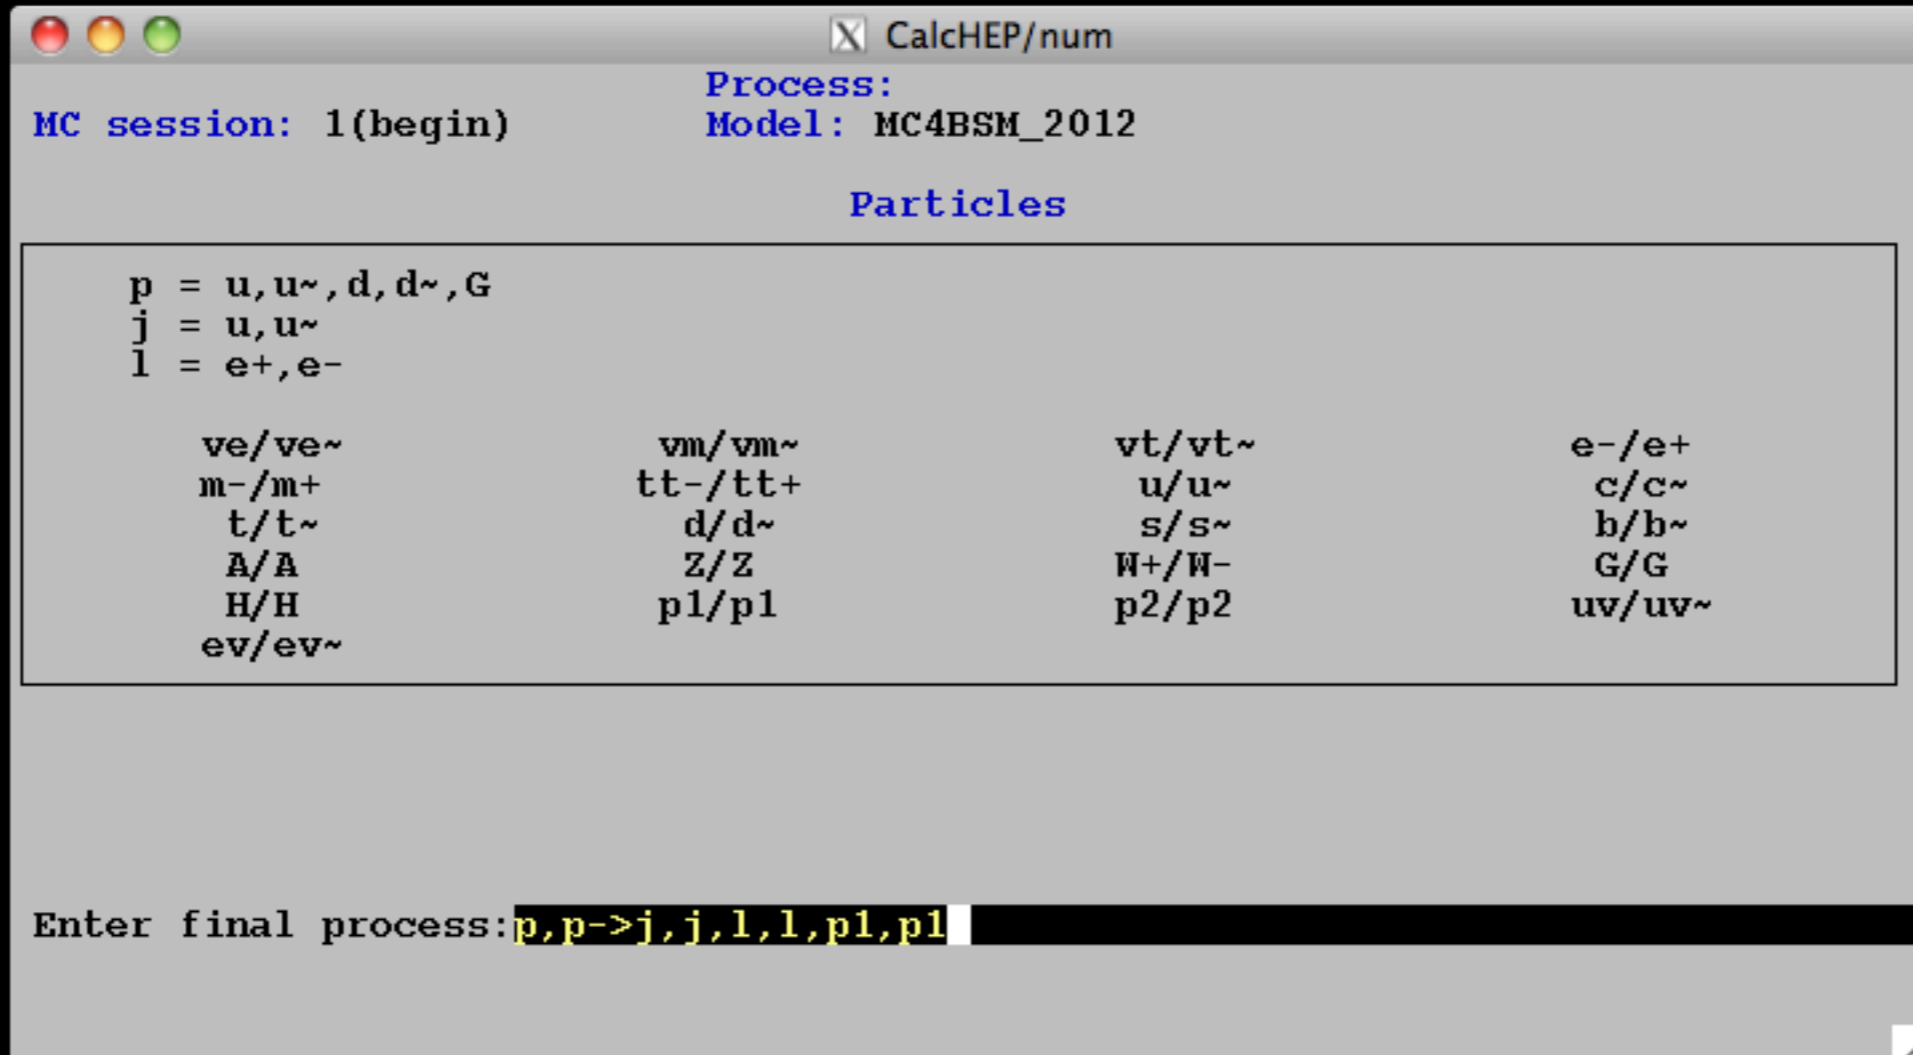 CalcHEP/num
Process:
MC session: 1(begin) Model: MC4BSM_2012
Particles
p = u,u~,d,d~,G
j = u,u~
l = e+,e-
ve/ve~ vm/vm~ vt/vt~ e-/e+
m-/m+ tt-/tt+ u/u~ c/c~
t/t~ d/d~ s/s~ b/b~
A/A Z/Z W+/W- G/G
H/H p1/p1 p2/p2 uv/uv~
ev/ev~
Enter final process:p,p->j,j,l,l,p1,p1